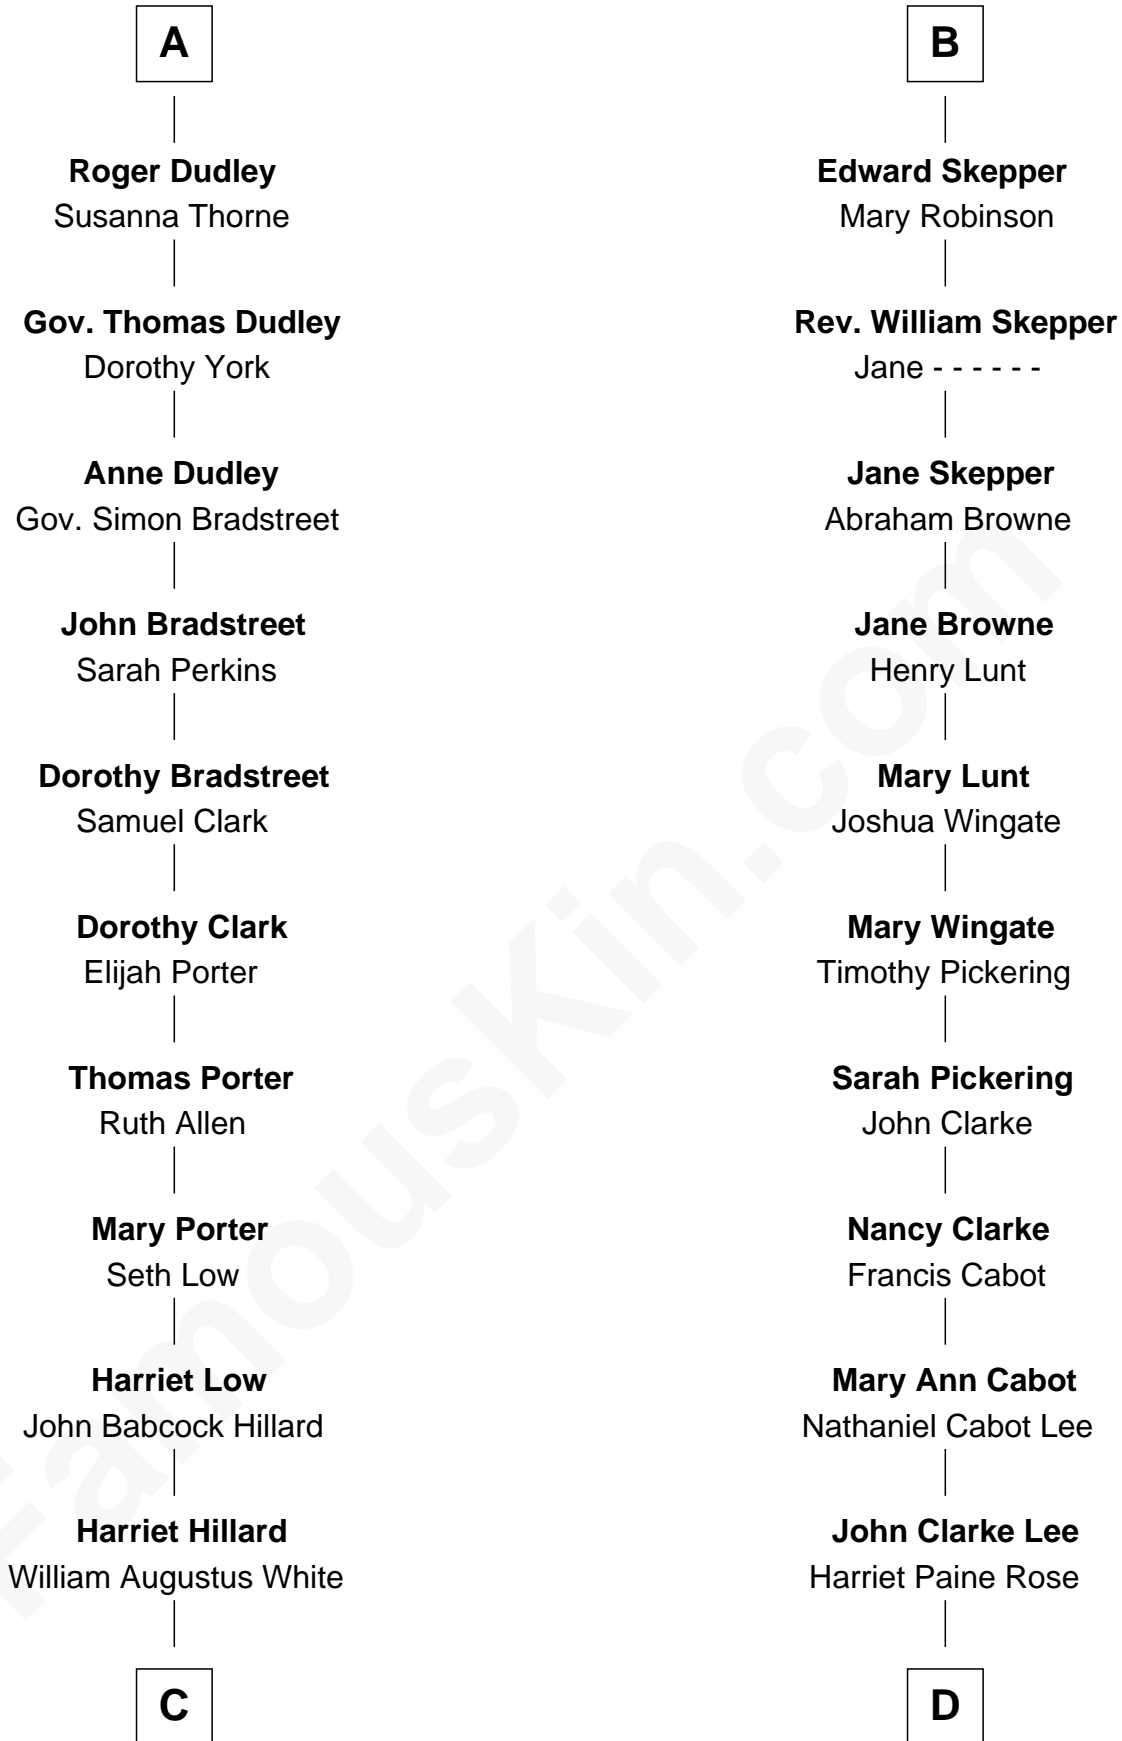 A
Roger Dudley
Susanna Thorne
Gov. Thomas Dudley
Dorothy York
Anne Dudley
Gov. Simon Bradstreet
John Bradstreet
Sarah Perkins
Dorothy Bradstreet
Samuel Clark
Dorothy Clark
Elijah Porter
Thomas Porter
Ruth Allen
Mary Porter
Seth Low
Harriet Low
John Babcock Hillard
Harriet Hillard
William Augustus White
C
B
Edward Skepper
Mary Robinson
Rev. William Skepper
Jane - - - - - -
Jane Skepper
Abraham Browne
Jane Browne
Henry Lunt
Mary Lunt
Joshua Wingate
Mary Wingate
Timothy Pickering
Sarah Pickering
John Clarke
Nancy Clarke
Francis Cabot
Mary Ann Cabot
Nathaniel Cabot Lee
John Clarke Lee
Harriet Paine Rose
D
FamousKin.com